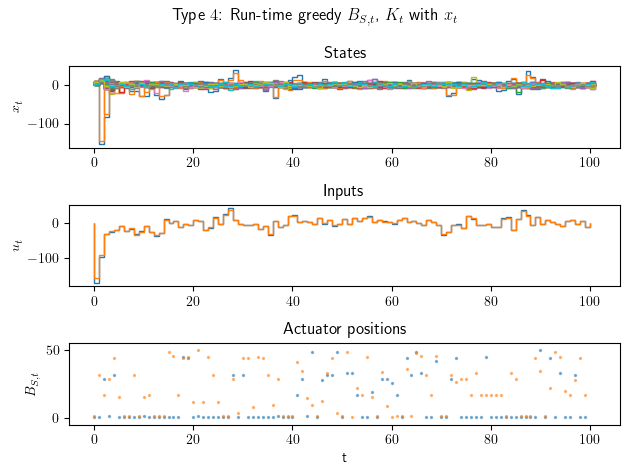 Type 4: Run-time greedy $B_{S,t}$, $K_t$ with $x_t$
States
0
−100
$x_t$
0 20 40 60 80 100
Inputs
0
−100
$u_t$
0 20 40 60 80 100
Actuator positions
50
0
$B_{S,t}$
0 20 40 60 80 100
t